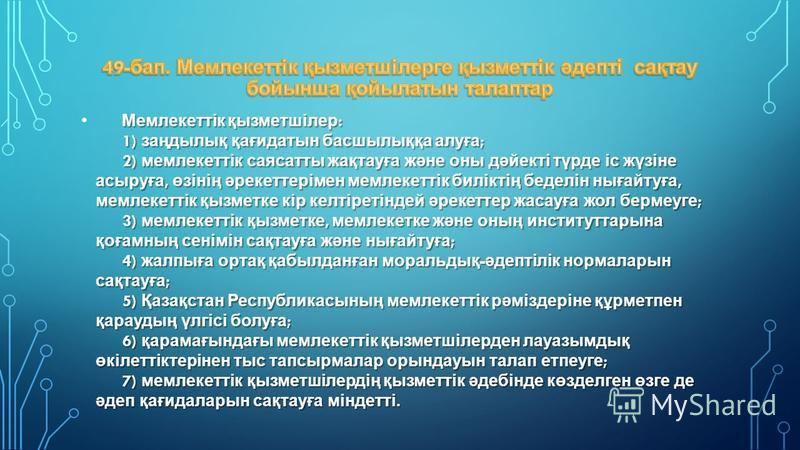 49-бап. Мемлекеттік қызметшілерге қызметтік әдепті сақтау
бойынша қойылатын талаптар
• Мемлекеттік қызметшілер:
1) заңдылық қағидатын басшылыққа алуға;
2) мемлекеттік саясатты жақтауға және оны дәйекті түрде іс жүзіне
асыруға, өзінің әрекеттерімен мемлекеттік биліктің беделін нығайтуға,
мемлекеттік қызметке кір келтіретіндей әрекеттер жасауға жол бермеуге;
3) мемлекеттік қызметке, мемлекетке және оның институттарына
қоғамның сенімін сақтауға және нығайтуға;
4) жалпыға ортақ қабылданған моральдық-әдептілік нормаларын
сақтауға;
5) Қазақстан Республикасының мемлекеттік рәміздеріне құрметпен
қараудың үлгісі болуға;
6) қарамағындағы мемлекеттік қызметшілерден лауазымдық
өкілеттіктерінен тыс тапсырмалар орындауын талап етпеуге;
7) мемлекеттік қызметшілердің қызметтік әдебінде көзделген өзге де
әдеп қағидаларын сақтауға міндетті.
MyShared